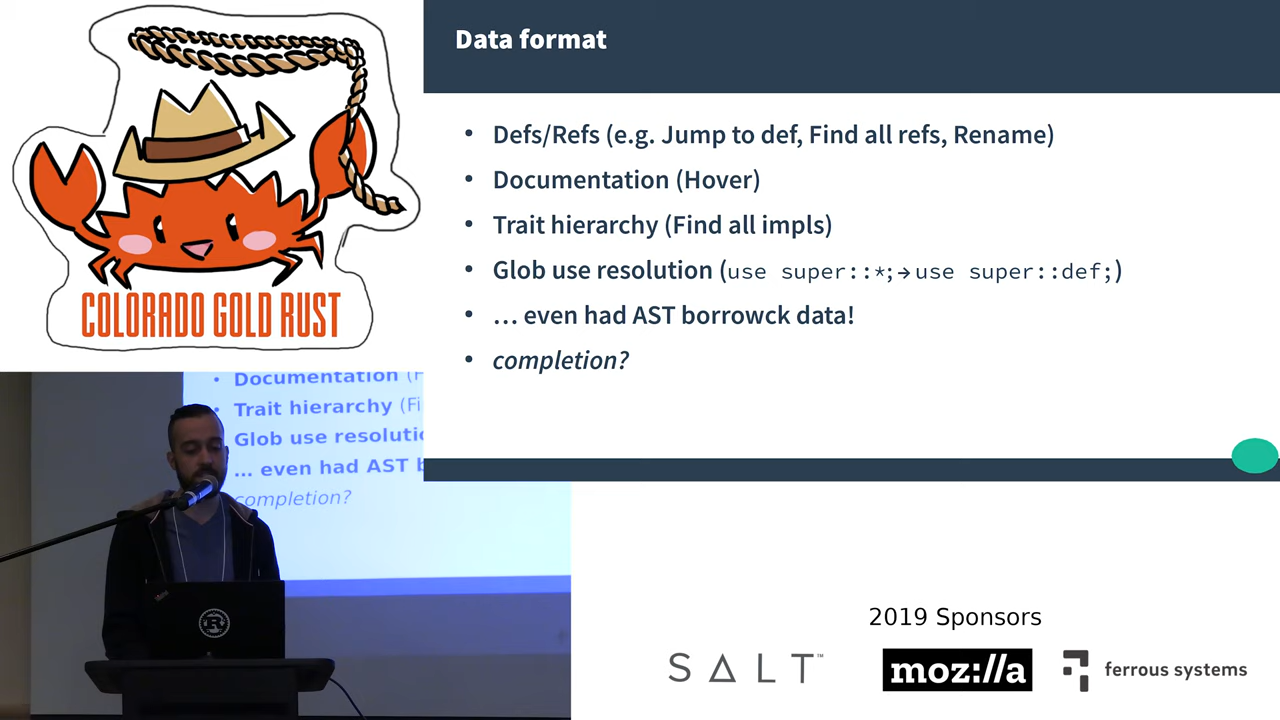 COLORADO GOLD RUST
Data format
• Defs/Refs (e.g. Jump to def, Find all refs, Rename)
• Documentation (Hover)
• Trait hierarchy (Find all impls)
• Glob use resolution (use super::*;→use super::def;)
• … even had AST borrowck data!
• completion?
• Documentation (
• Trait hierarchy (Fi
Glob use resolutio
… even had AST
completion?
R
2019 Sponsors
SALT™
moz://a
ferrous systems